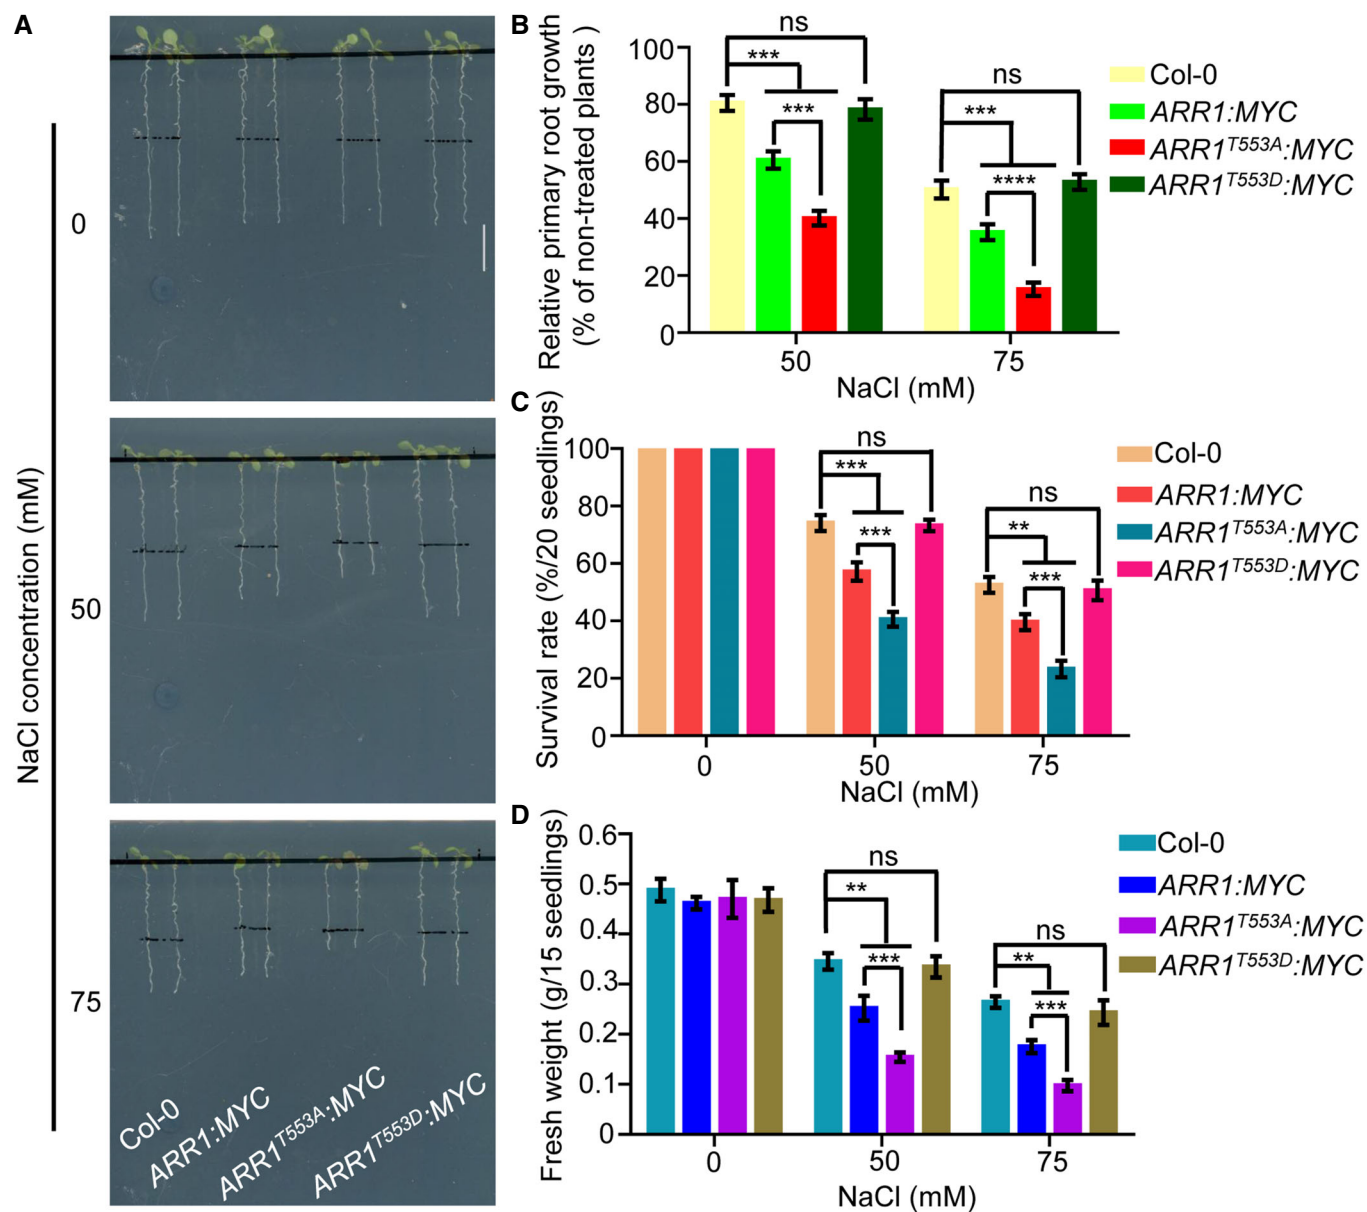 A
NaCl concentration (mM)
0
50
75
Col-0
ARR1:MYC
ARR1T553A:MYC
ARR1T553D:MYC
B
Relative primary root growth
(% of non-treated plants )
100
80
60
40
20
0
ns
***
***
ns
***
****
50
75
NaCl (mM)
Col-0
ARR1:MYC
ARR1T553A:MYC
ARR1T553D:MYC
C
Survival rate (%/20 seedlings)
100
80
60
40
20
0
ns
***
***
ns
**
***
0
50
75
NaCl (mM)
Col-0
ARR1:MYC
ARR1T553A:MYC
ARR1T553D:MYC
D
Fresh weight (g/15 seedlings)
0.6
0.5
0.4
0.3
0.2
0.1
0
ns
**
***
ns
**
***
0
50
75
NaCl (mM)
Col-0
ARR1:MYC
ARR1T553A:MYC
ARR1T553D:MYC